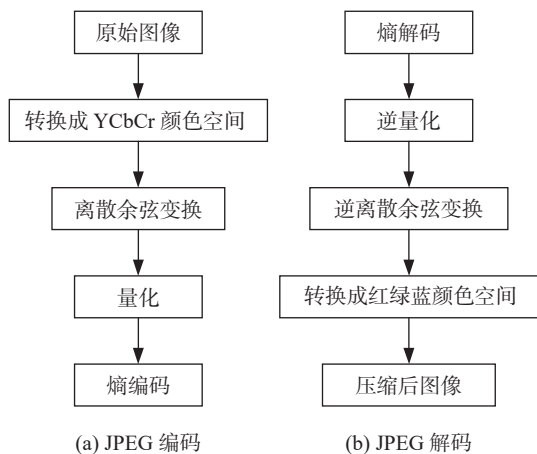 原始图像
转换成 YCbCr 颜色空间
离散余弦变换
量化
熵编码
(a) JPEG 编码
熵解码
逆量化
逆离散余弦变换
转换成红绿蓝颜色空间
压缩后图像
(b) JPEG 解码